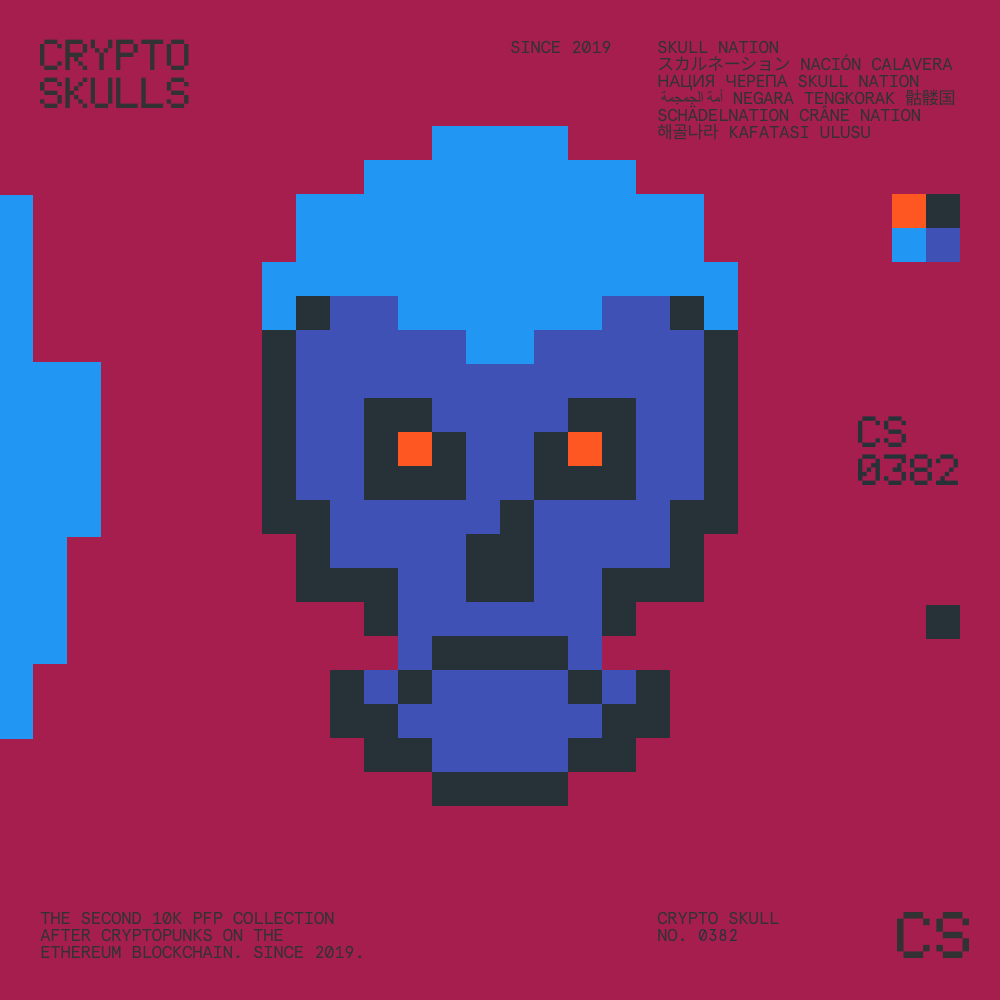 CRYPTO
SKULLS
SINCE 2019
SKULL NATION
スカルネーション NACIÓN CALAVERA
НАЦИЯ ЧЕРЕПА SKULL NATION
أمة الجمجمة NEGARA TENGKORAK 骷髅国
SCHÄDELNATION CRÂNE NATION
해골나라 KAFATASI ULUSU
CS
0382
THE SECOND 10K PFP COLLECTION
AFTER CRYPTOPUNKS ON THE
ETHEREUM BLOCKCHAIN. SINCE 2019.
CRYPTO SKULL
NO. 0382
CS